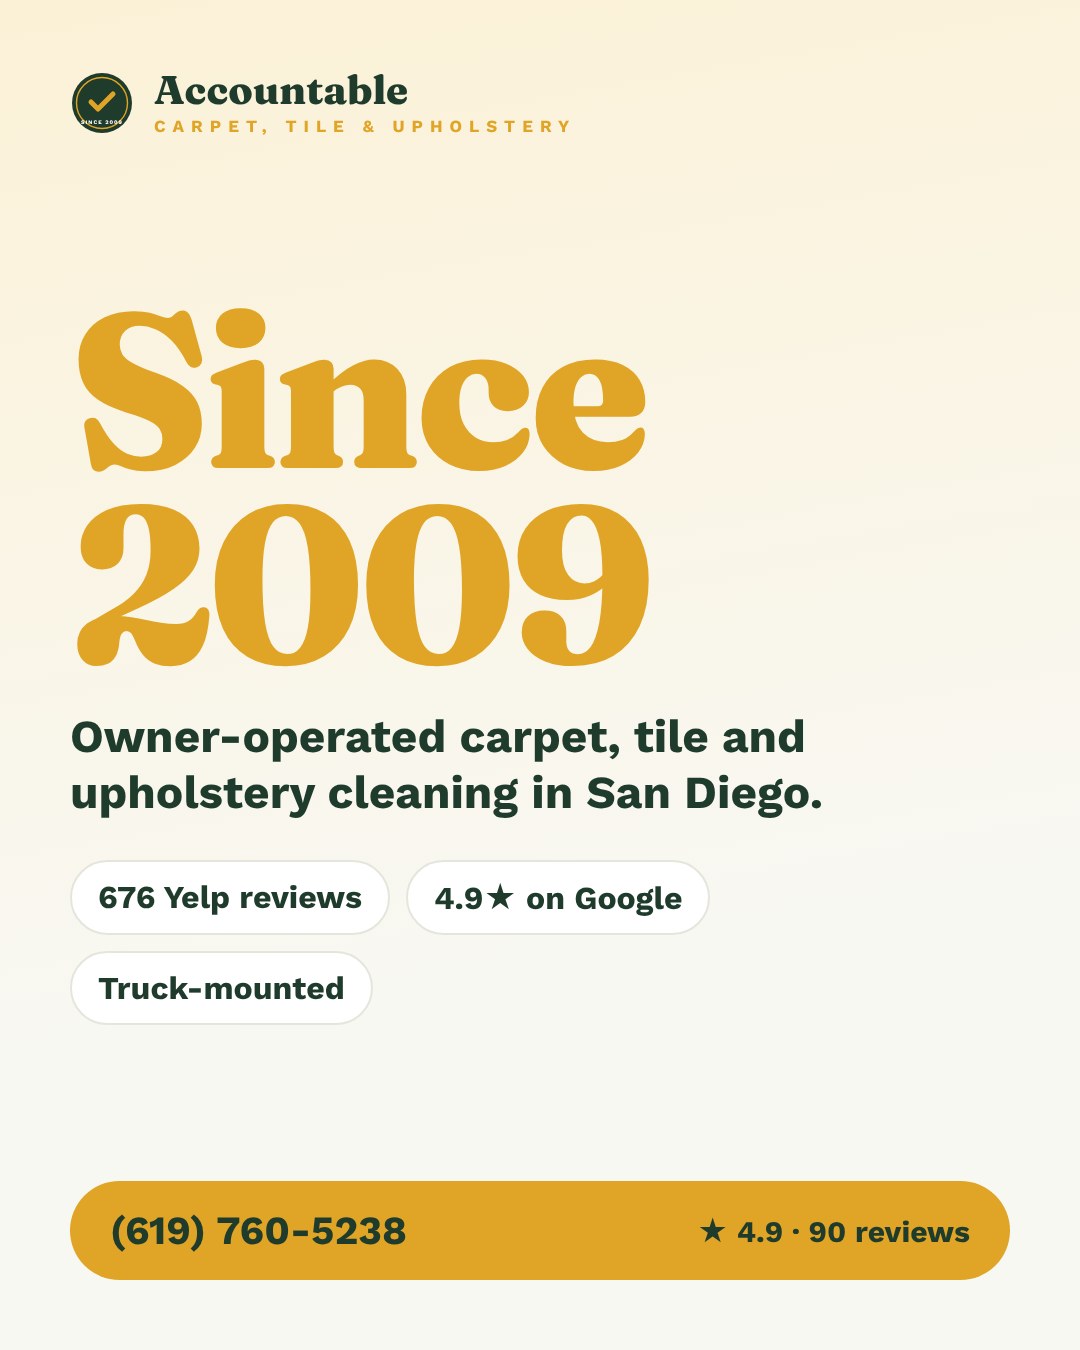 SINCE 2009
Accountable
CARPET, TILE & UPHOLSTERY
Since
2009
Owner-operated carpet, tile and
upholstery cleaning in San Diego.
676 Yelp reviews
4.9★ on Google
Truck-mounted
(619) 760-5238
★ 4.9 · 90 reviews